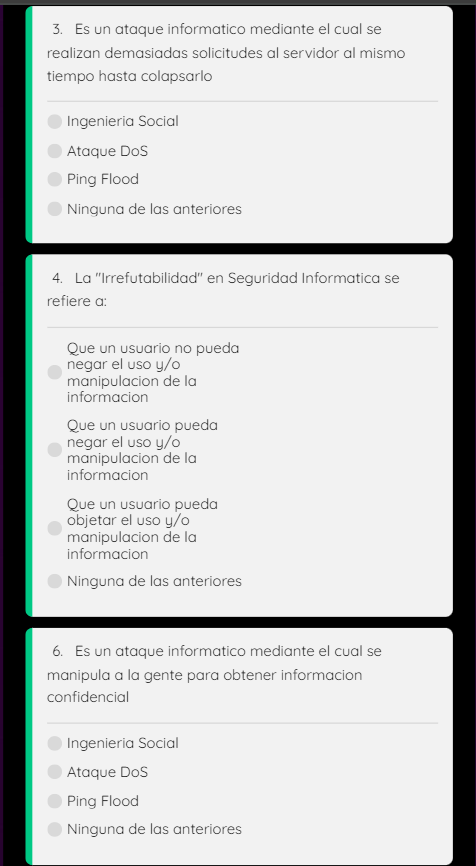 3. Es un ataque informatico mediante el cual se
realizan demasiadas solicitudes al servidor al mismo
tiempo hasta colapsarlo
Ingenieria Social
Ataque DoS
Ping Flood
Ninguna de las anteriores
4. La "Irrefutabilidad" en Seguridad Informatica se
refiere a:
Que un usuario no pueda
negar el uso y/o
manipulacion de la
informacion
Que un usuario pueda
negar el uso y/o
manipulacion de la
informacion
Que un usuario pueda
objetar el uso y/o
manipulacion de la
informacion
Ninguna de las anteriores
6. Es un ataque informatico mediante el cual se
manipula a la gente para obtener informacion
confidencial
Ingenieria Social
Ataque DoS
Ping Flood
Ninguna de las anteriores